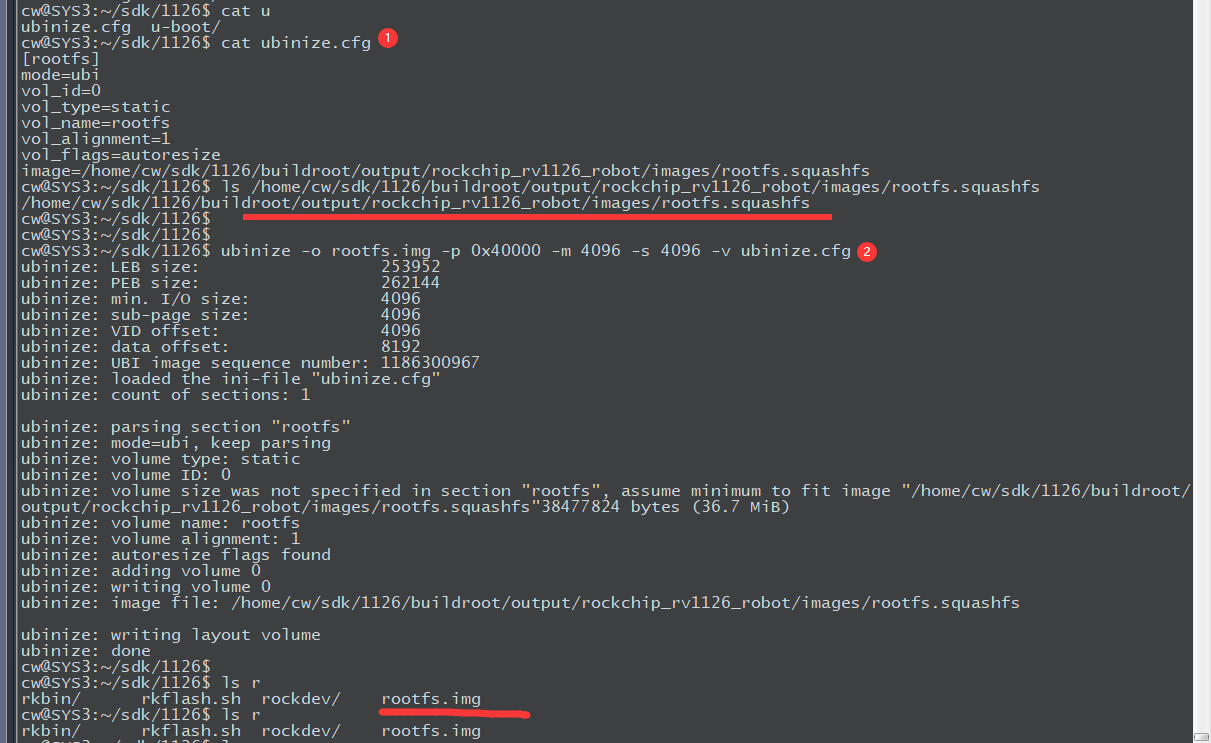 cw@SYS3:~/sdk/1126$ cat u
ubinize.cfg  u-boot/
cw@SYS3:~/sdk/1126$ cat ubinize.cfg 1
[rootfs]
mode=ubi
vol_id=0
vol_type=static
vol_name=rootfs
vol_alignment=1
vol_flags=autoresize
image=/home/cw/sdk/1126/buildroot/output/rockchip_rv1126_robot/images/rootfs.squashfs
cw@SYS3:~/sdk/1126$ ls /home/cw/sdk/1126/buildroot/output/rockchip_rv1126_robot/images/rootfs.squashfs
/home/cw/sdk/1126/buildroot/output/rockchip_rv1126_robot/images/rootfs.squashfs
cw@SYS3:~/sdk/1126$
cw@SYS3:~/sdk/1126$
cw@SYS3:~/sdk/1126$ ubinize -o rootfs.img -p 0x40000 -m 4096 -s 4096 -v ubinize.cfg 2
ubinize: LEB size:                  253952
ubinize: PEB size:                  262144
ubinize: min. I/O size:             4096
ubinize: sub-page size:             4096
ubinize: VID offset:                4096
ubinize: data offset:               8192
ubinize: UBI image sequence number: 1186300967
ubinize: loaded the ini-file "ubinize.cfg"
ubinize: count of sections: 1
ubinize: parsing section "rootfs"
ubinize: mode=ubi, keep parsing
ubinize: volume type: static
ubinize: volume ID: 0
ubinize: volume size was not specified in section "rootfs", assume minimum to fit image "/home/cw/sdk/1126/buildroot/
output/rockchip_rv1126_robot/images/rootfs.squashfs"38477824 bytes (36.7 MiB)
ubinize: volume name: rootfs
ubinize: volume alignment: 1
ubinize: autoresize flags found
ubinize: adding volume 0
ubinize: writing volume 0
ubinize: image file: /home/cw/sdk/1126/buildroot/output/rockchip_rv1126_robot/images/rootfs.squashfs
ubinize: writing layout volume
ubinize: done
cw@SYS3:~/sdk/1126$
cw@SYS3:~/sdk/1126$ ls r
rkbin/      rkflash.sh  rockdev/    rootfs.img
cw@SYS3:~/sdk/1126$ ls r
rkbin/      rkflash.sh  rockdev/    rootfs.img